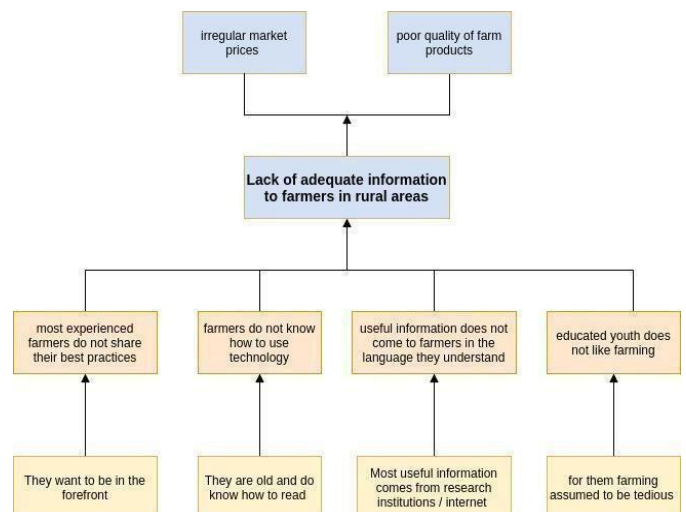 irregular market
prices
poor quality of farm
products
Lack of adequate information
to farmers in rural areas
most experienced
farmers do not share
their best practices
farmers do not know
how to use
technology
useful information does not
come to farmers in the
language they understand
educated youth does
not like farming
They want to be in the
forefront
They are old and do
know how to read
Most useful information
comes from research
institutions / internet
for them farming
assumed to be tedious